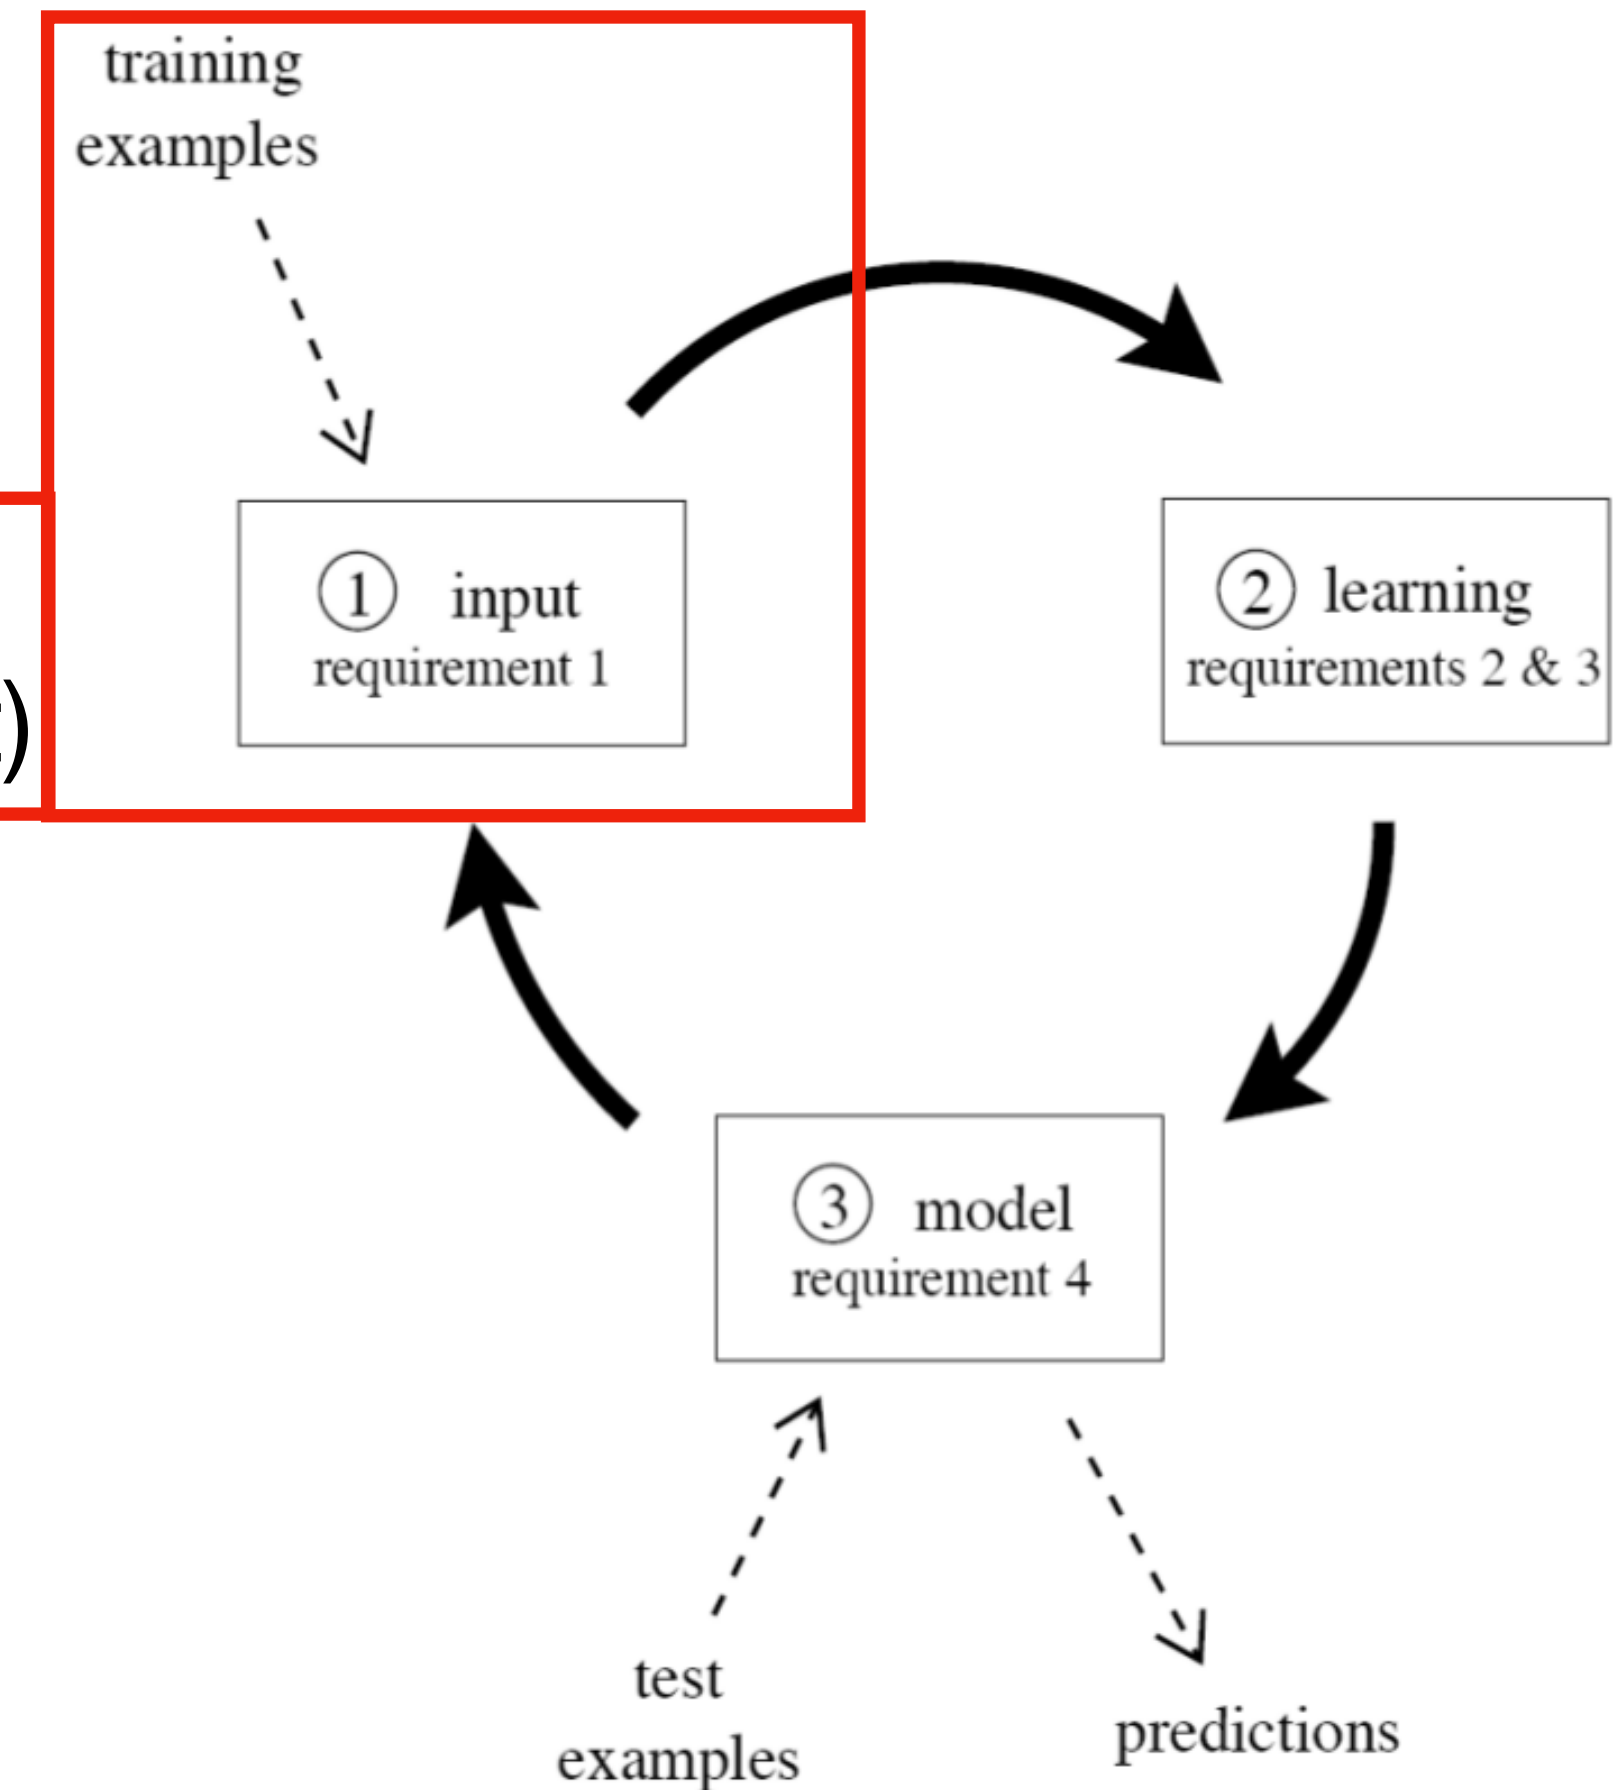 training
examples
① input
requirement 1
② learning
requirements 2 & 3
)
③ model
requirement 4
test
examples
predictions